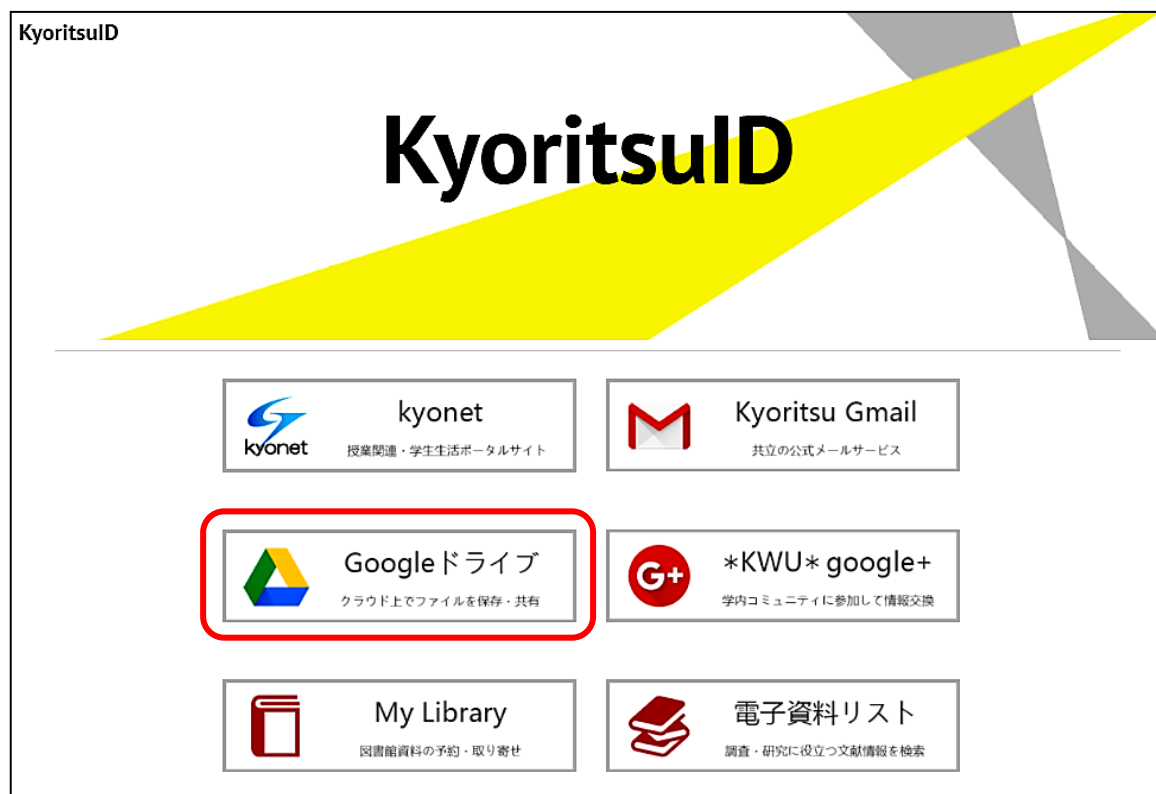 KyoritsuID
KyoritsuID
kyonet
kyonet
授業関連・学生生活ポータルサイト
Kyoritsu Gmail
共立の公式メールサービス
Googleドライブ
クラウド上でファイルを保存・共有
G+
*KWU* google+
学内コミュニティに参加して情報交換
My Library
図書館資料の予約・取り寄せ
電子資料リスト
調査・研究に役立つ文献情報を検索